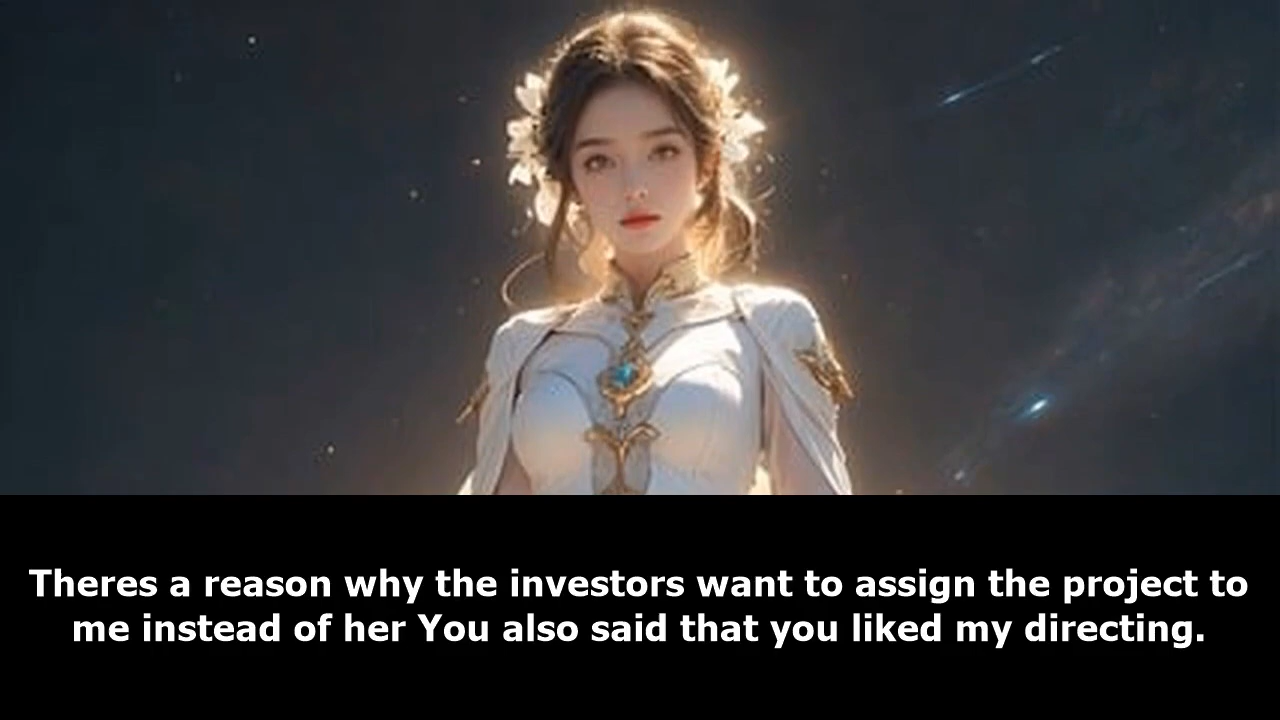 Theres a reason why the investors want to assign the project to
me instead of her You also said that you liked my directing.